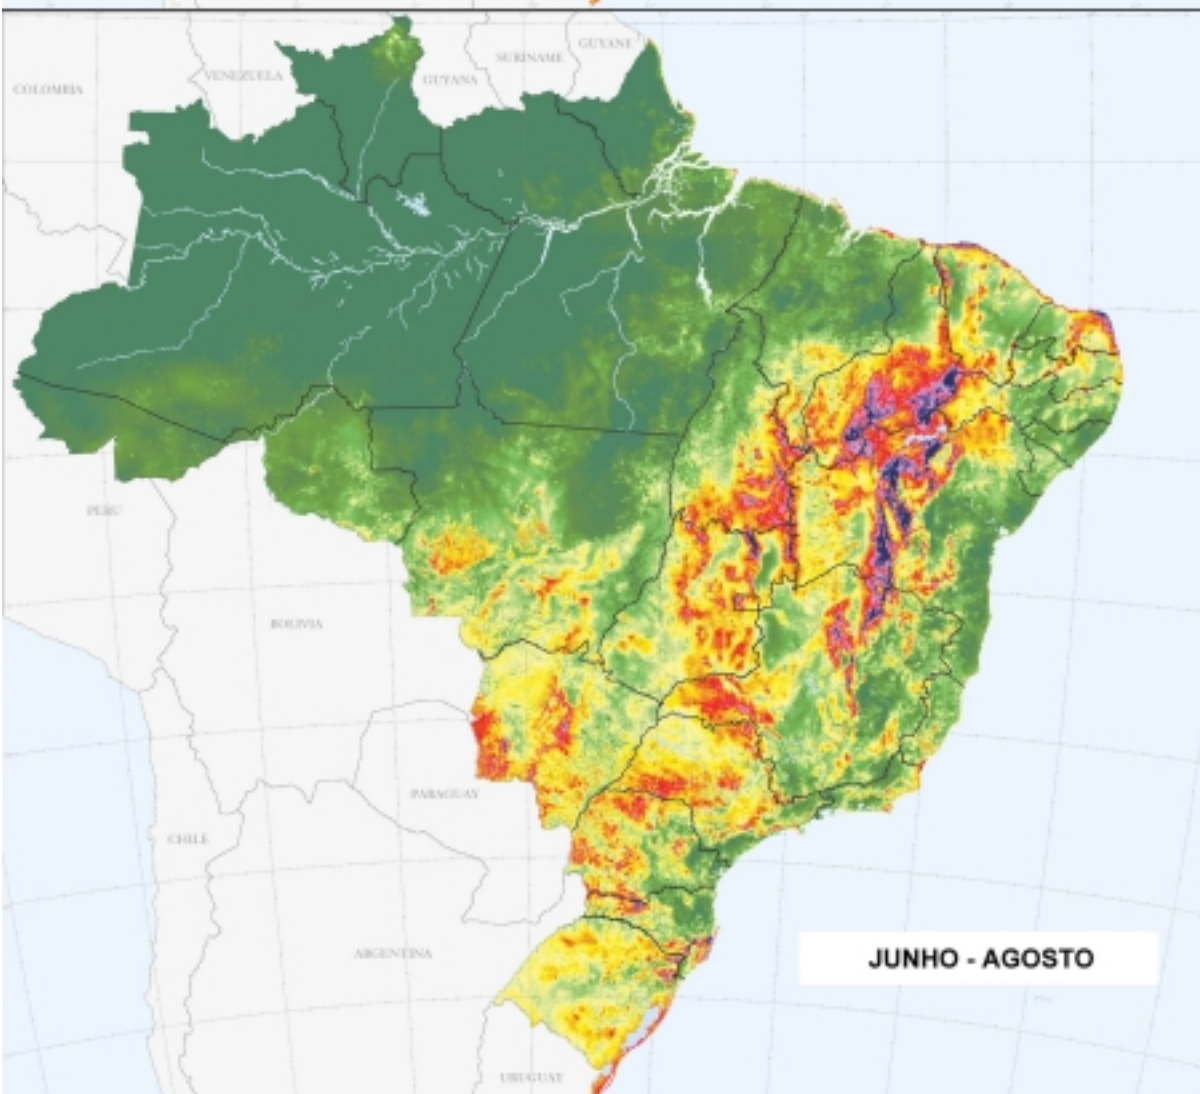 GUYANE
SURINAME
VENEZUELA
GUYANA
COLOMBIA
PERU
BOLIVIA
PARAGUAY
CHILE
ARGENTINA
JUNHO - AGOSTO
URUGUAY